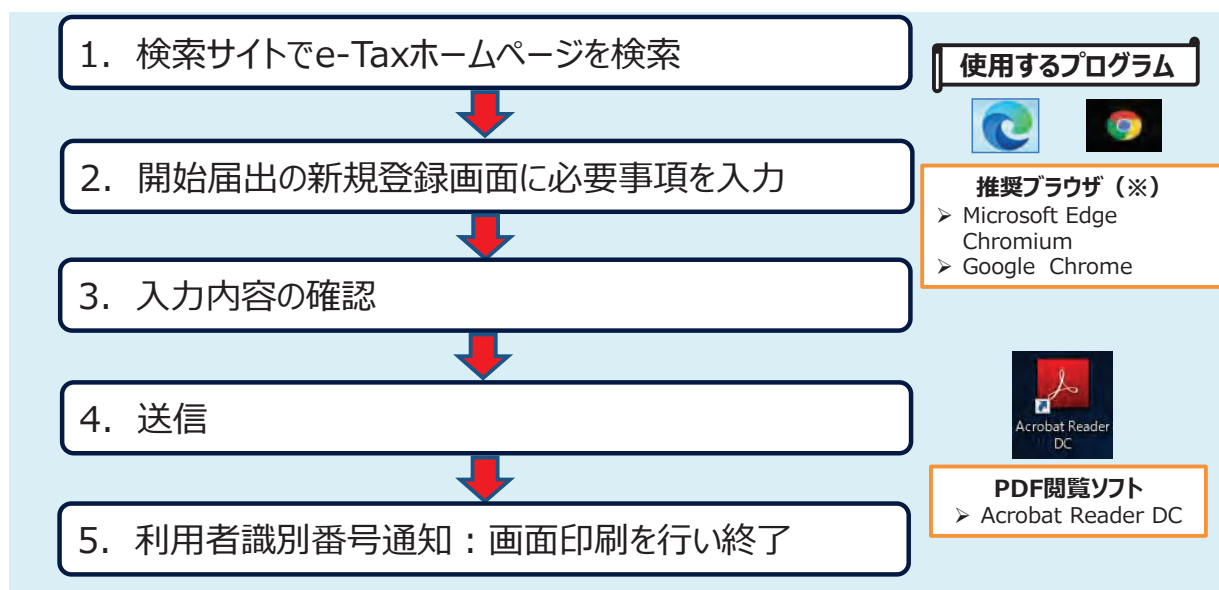 1. 検索サイトでe-Taxホームページを検索
2. 開始届出の新規登録画面に必要事項を入力
3. 入力内容の確認
4. 送信
5. 利用者識別番号通知：画面印刷を行い終了
使用するプログラム
推奨ブラウザ（※）
➢ Microsoft Edge
Chromium
➢ Google Chrome
Acrobat Reader
DC
PDF閲覧ソフト
➢ Acrobat Reader DC